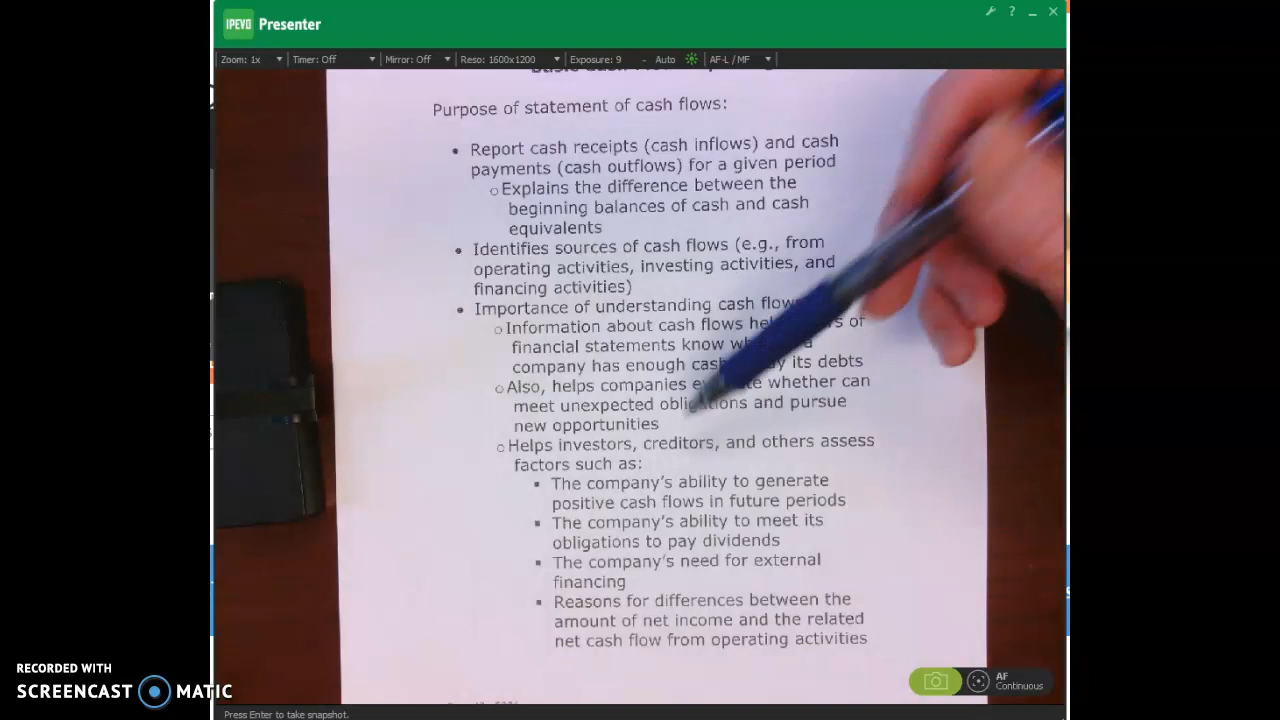 IPEVO Presenter
Zoom: 1x Timer: Off Mirror: Off Reso: 1600x1200 Exposure: 9 - Auto AF-L / MF
Purpose of statement of cash flows:
• Report cash receipts (cash inflows) and cash
payments (cash outflows) for a given period
o Explains the difference between the
beginning balances of cash and cash
equivalents
• Identifies sources of cash flows (e.g., from
operating activities, investing activities, and
financing activities)
• Importance of understanding cash flow
o Information about cash flows of
financial statements know a
company has enough cash its debts
o Also, helps companies whether can
meet unexpected obligations and pursue
new opportunities
o Helps investors, creditors, and others assess
factors such as:
▪ The company's ability to generate
positive cash flows in future periods
▪ The company's ability to meet its
obligations to pay dividends
▪ The company's need for external
financing
▪ Reasons for differences between the
amount of net income and the related
net cash flow from operating activities
AF
Continuous
RECORDED WITH
SCREENCAST MATIC
Press Enter to take snapshot.